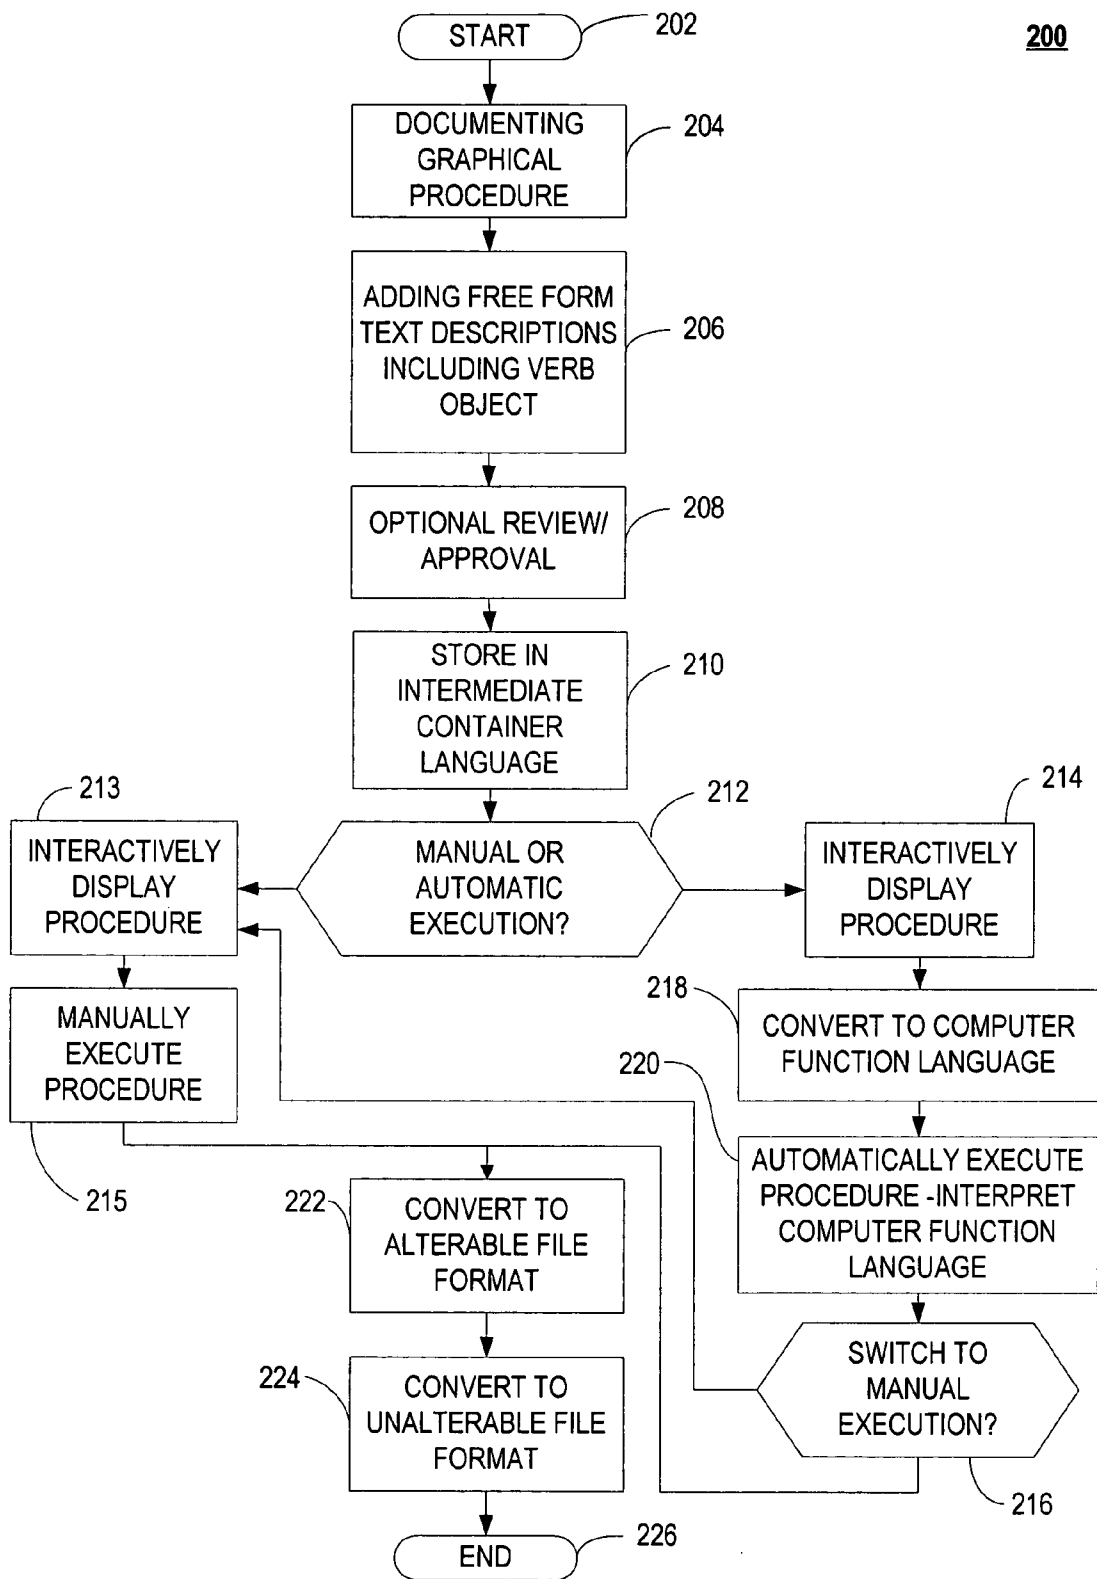 START
202
200
DOCUMENTING
GRAPHICAL
PROCEDURE
204
ADDING FREE FORM
TEXT DESCRIPTIONS
INCLUDING VERB
OBJECT
206
OPTIONAL REVIEW/
APPROVAL
208
STORE IN
INTERMEDIATE
CONTAINER
LANGUAGE
210
MANUAL OR
AUTOMATIC
EXECUTION?
212
213
INTERACTIVELY
DISPLAY
PROCEDURE
214
INTERACTIVELY
DISPLAY
PROCEDURE
MANUALLY
EXECUTE
PROCEDURE
215
218
CONVERT TO COMPUTER
FUNCTION LANGUAGE
220
AUTOMATICALLY EXECUTE
PROCEDURE -INTERPRET
COMPUTER FUNCTION
LANGUAGE
222
CONVERT TO
ALTERABLE FILE
FORMAT
SWITCH TO
MANUAL
EXECUTION?
216
224
CONVERT TO
UNALTERABLE FILE
FORMAT
END
226